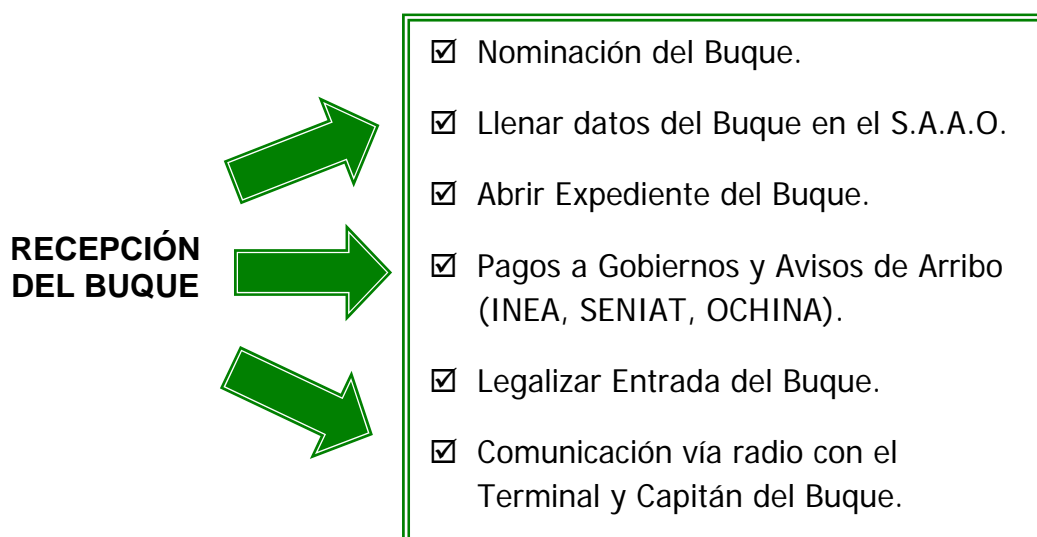 RECEPCIÓN
DEL BUQUE
☑ Nominación del Buque.
☑ Llenar datos del Buque en el S.A.A.O.
☑ Abrir Expediente del Buque.
☑ Pagos a Gobiernos y Avisos de Arribo
(INEA, SENIAT, OCHINA).
☑ Legalizar Entrada del Buque.
☑ Comunicación vía radio con el
Terminal y Capitán del Buque.